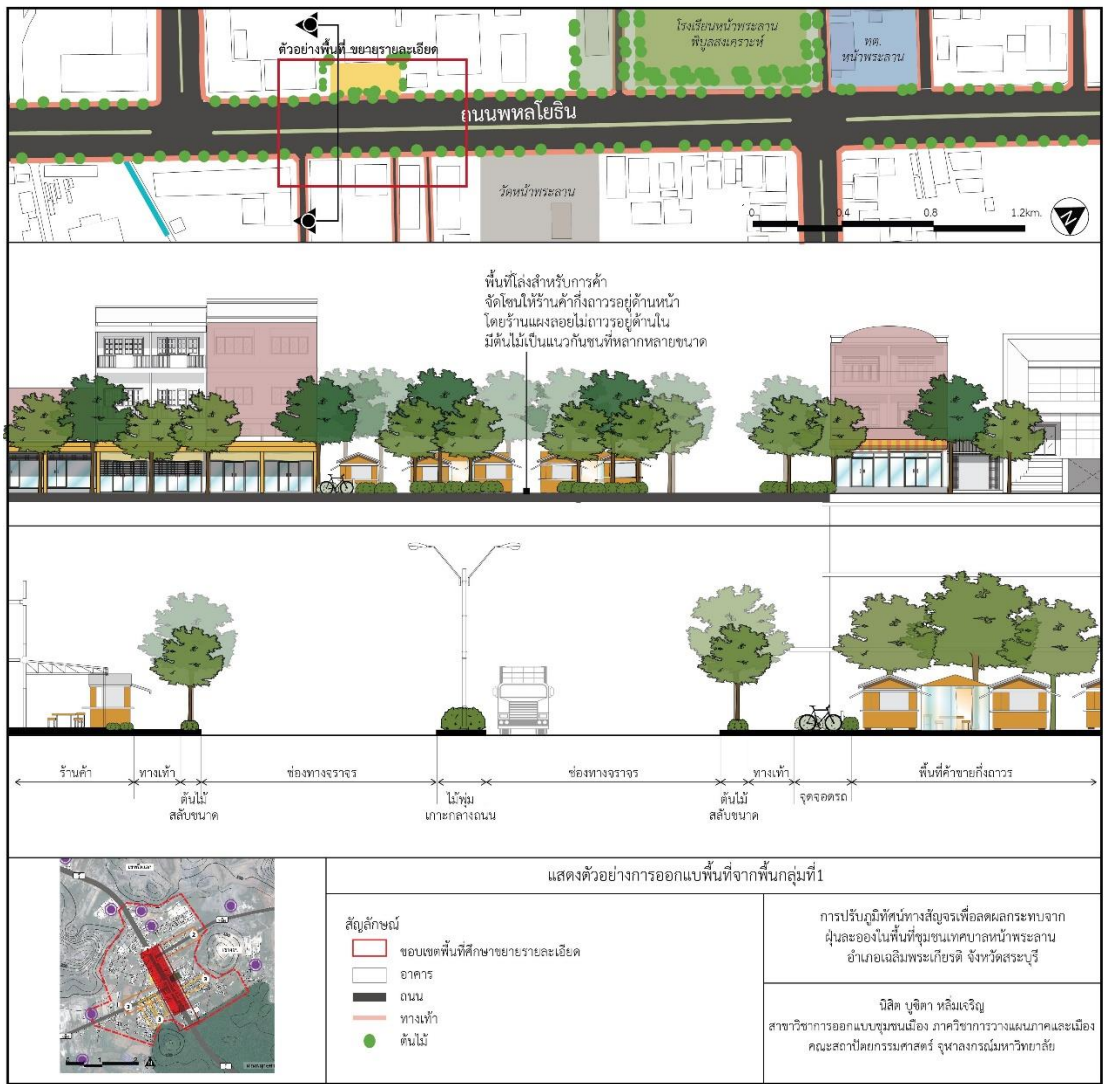 โรงเรียนหน้าพระลาน
พิบูลสงเคราะห์
ทต.
หน้าพระลาน
ตัวอย่างพื้นที่ ขยายรายละเอียด
ถนนพหลโยธิน
วัดหน้าพระลาน
0 0.4 0.8 1.2km.
N
พื้นที่โล่งสำหรับการค้า
จัดโซนให้ร้านค้ากึ่งถาวรอยู่ด้านหน้า
โดยร้านแผงลอยไม่ถาวรอยู่ด้านใน
มีต้นไม้เป็นแนวกันชนที่หลากหลายขนาด
ร้านค้า ทางเท้า ช่องทางจราจร ช่องทางจราจร ทางเท้า จุดจอดรถ พื้นที่ค้าขายกึ่งถาวร
ต้นไม้
สลับขนาด
ไม้พุ่ม
เกาะกลางถนน
ต้นไม้
สลับขนาด
แสดงตัวอย่างการออกแบบพื้นที่จากพื้นกลุ่มที่1
สัญลักษณ์
ขอบเขตพื้นที่ศึกษาขยายรายละเอียด
อาคาร
ถนน
ทางเท้า
ต้นไม้
การปรับภูมิทัศน์ทางสัญจรเพื่อลดผลกระทบจาก
ฝุ่นละอองในพื้นที่ชุมชนเทศบาลหน้าพระลาน
อำเภอเฉลิมพระเกียรติ จังหวัดสระบุรี
นิสิต บูชิตา หลิ่มเจริญ
สาขาวิชาการออกแบบชุมชนเมือง ภาควิชาการวางแผนภาคและเมือง
คณะสถาปัตยกรรมศาสตร์ จุฬาลงกรณ์มหาวิทยาลัย